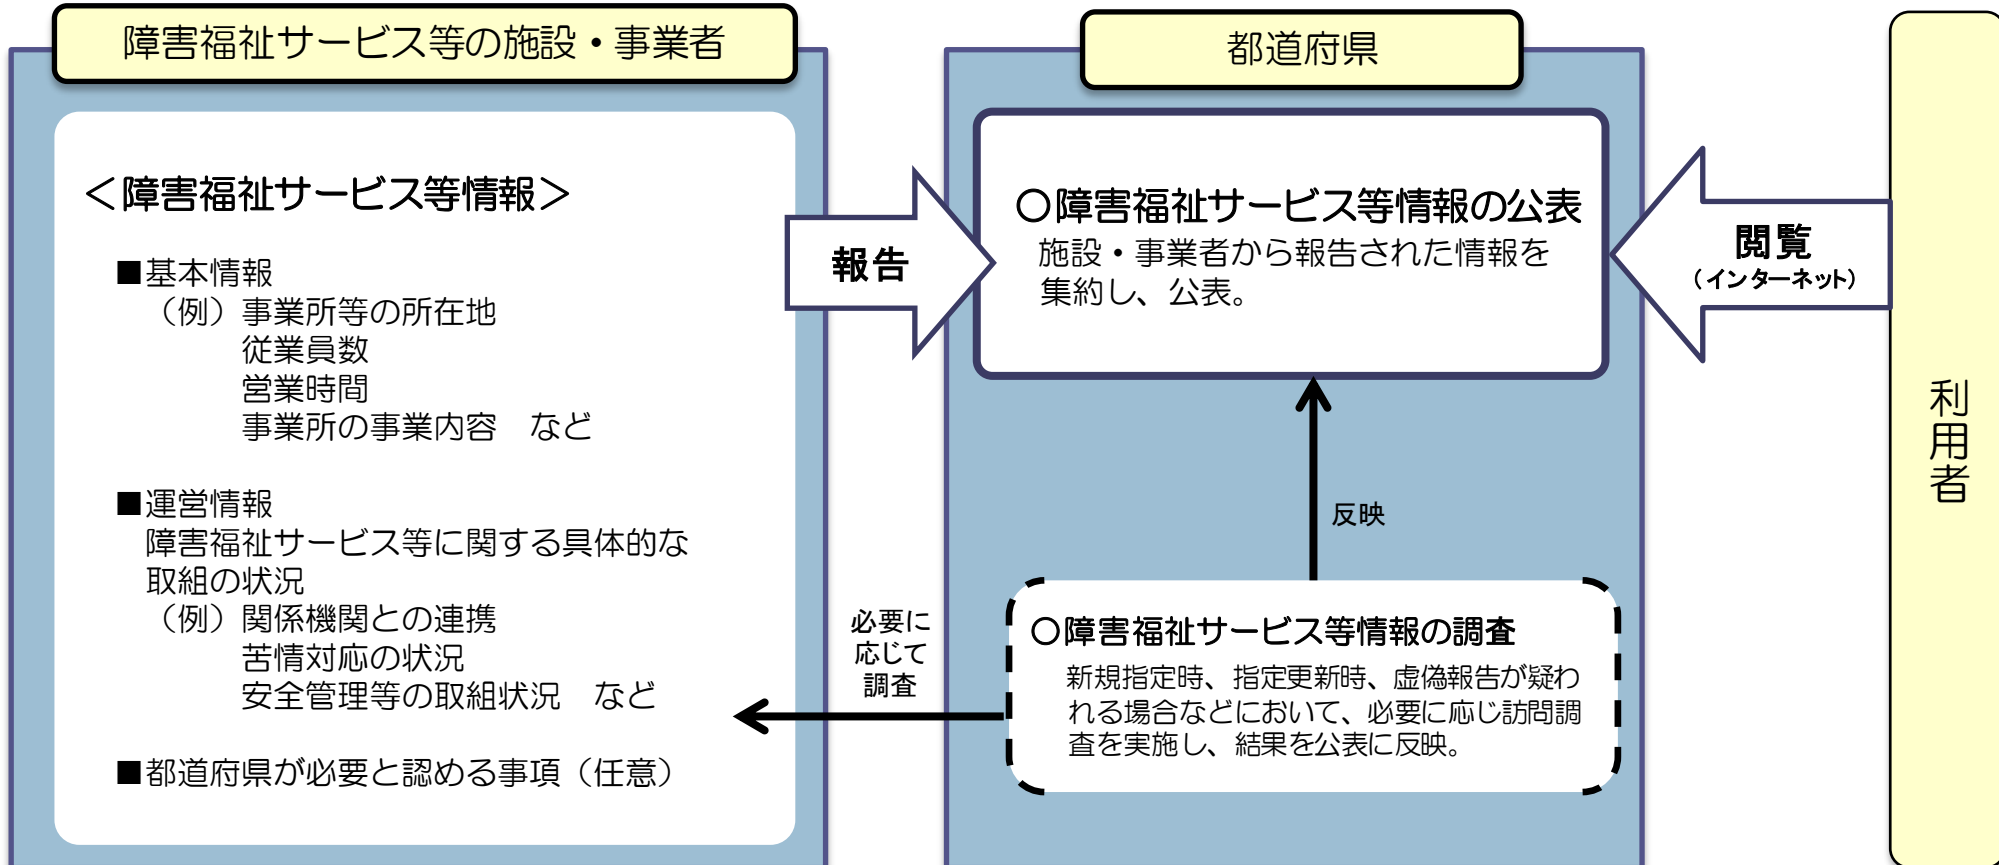 障害福祉サービス等の施設・事業者
＜障害福祉サービス等情報＞
■基本情報
（例）事業所等の所在地
従業員数
営業時間
事業所の事業内容　など
■運営情報
障害福祉サービス等に関する具体的な
取組の状況
（例）関係機関との連携
苦情対応の状況
安全管理等の取組状況　など
■都道府県が必要と認める事項（任意）
報告
必要に
応じて
調査
都道府県
○障害福祉サービス等情報の公表
施設・事業者から報告された情報を
集約し、公表。
反映
○障害福祉サービス等情報の調査
新規指定時、指定更新時、虚偽報告が疑わ
れる場合などにおいて、必要に応じ訪問調
査を実施し、結果を公表に反映。
閲覧
（インターネット）
利用者